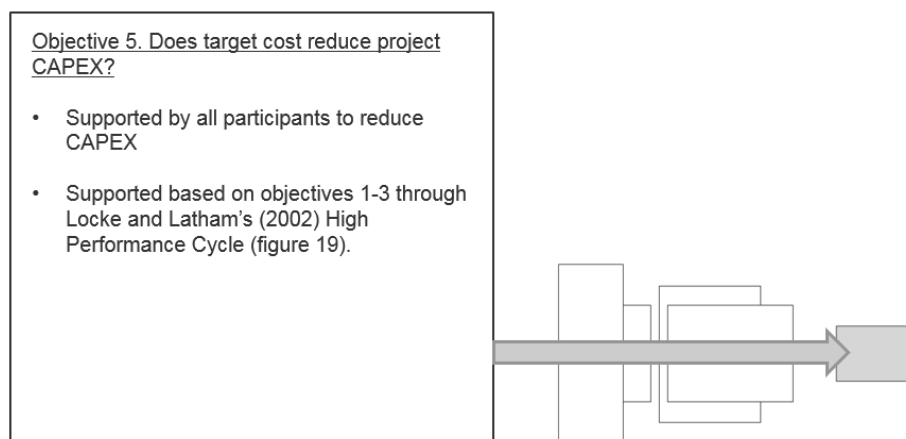 Objective 5. Does target cost reduce project
CAPEX?
• Supported by all participants to reduce
CAPEX
• Supported based on objectives 1-3 through
Locke and Latham’s (2002) High
Performance Cycle (figure 19).